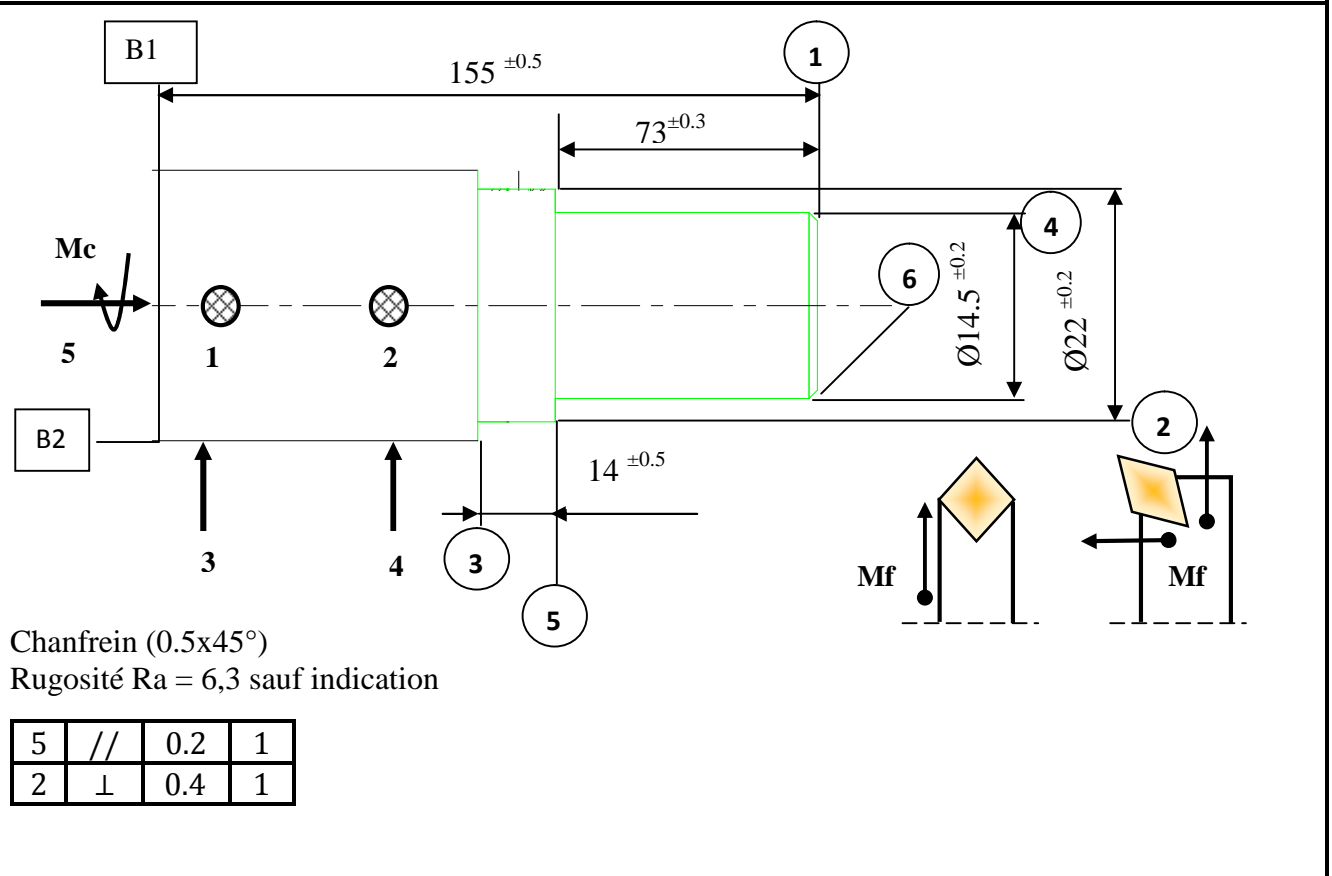 B1
155 ±0.5
1
73±0.3
4
Mc
6
Ø14.5 ±0.2
Ø22 ±0.2
5
1
2
B2
2
14 ±0.5
3
4
3
Mf
Mf
5
Chanfrein (0.5x45°)
Rugosité Ra = 6,3 sauf indication
5 // 0.2 1
2 ⊥ 0.4 1